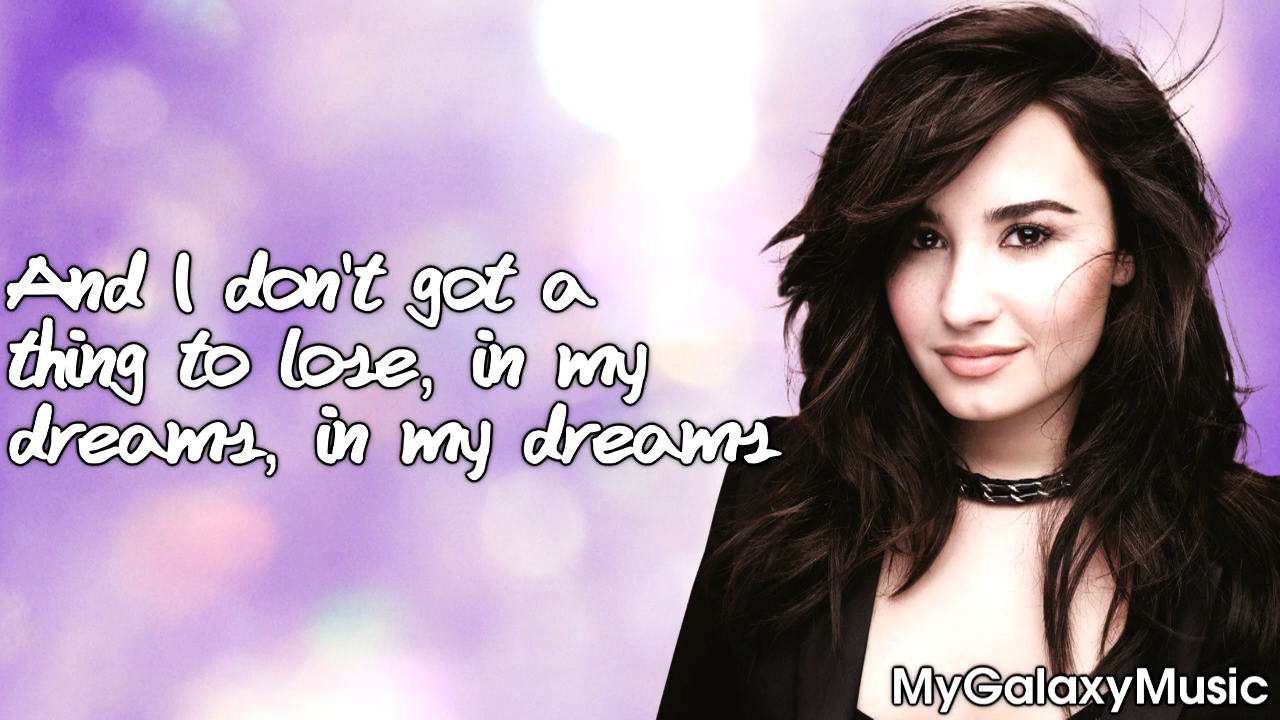 And I don't got a
thing to lose, in my
dreams, in my dreams
MyGalaxyMusic